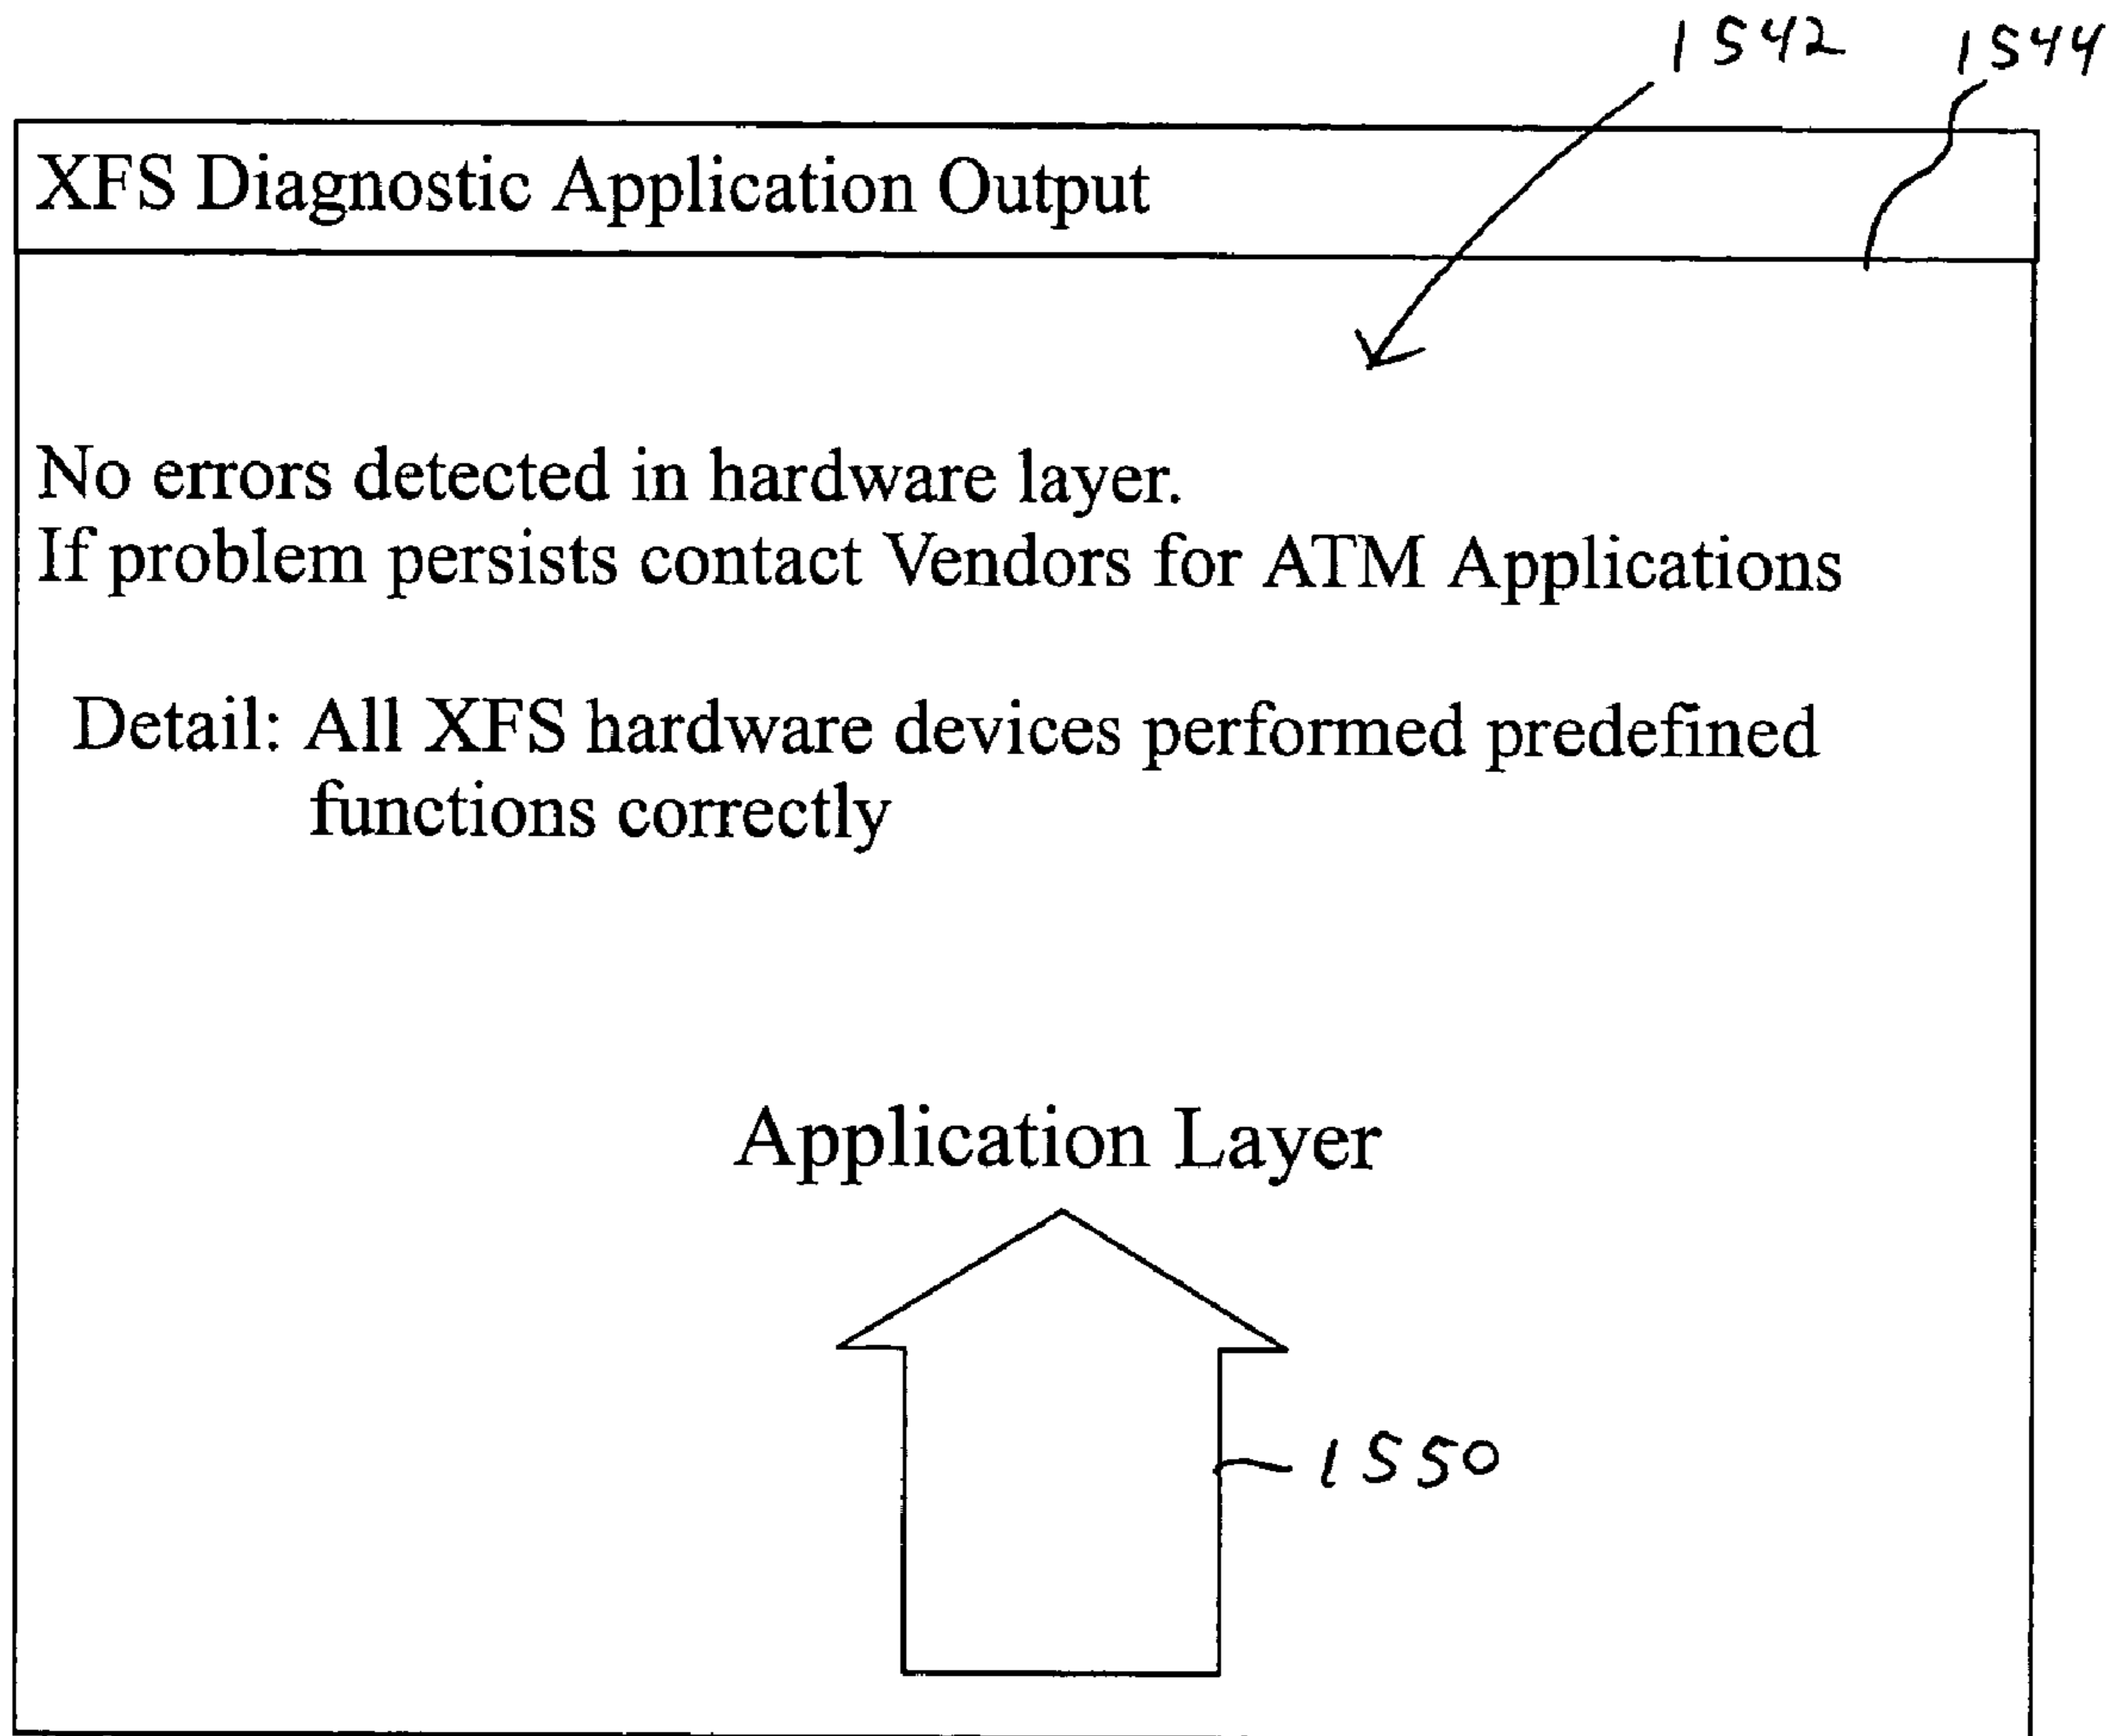 1542
1544
XFS Diagnostic Application Output
No errors detected in hardware layer.
If problem persists contact Vendors for ATM Applications
Detail: All XFS hardware devices performed predefined
functions correctly
Application Layer
1550